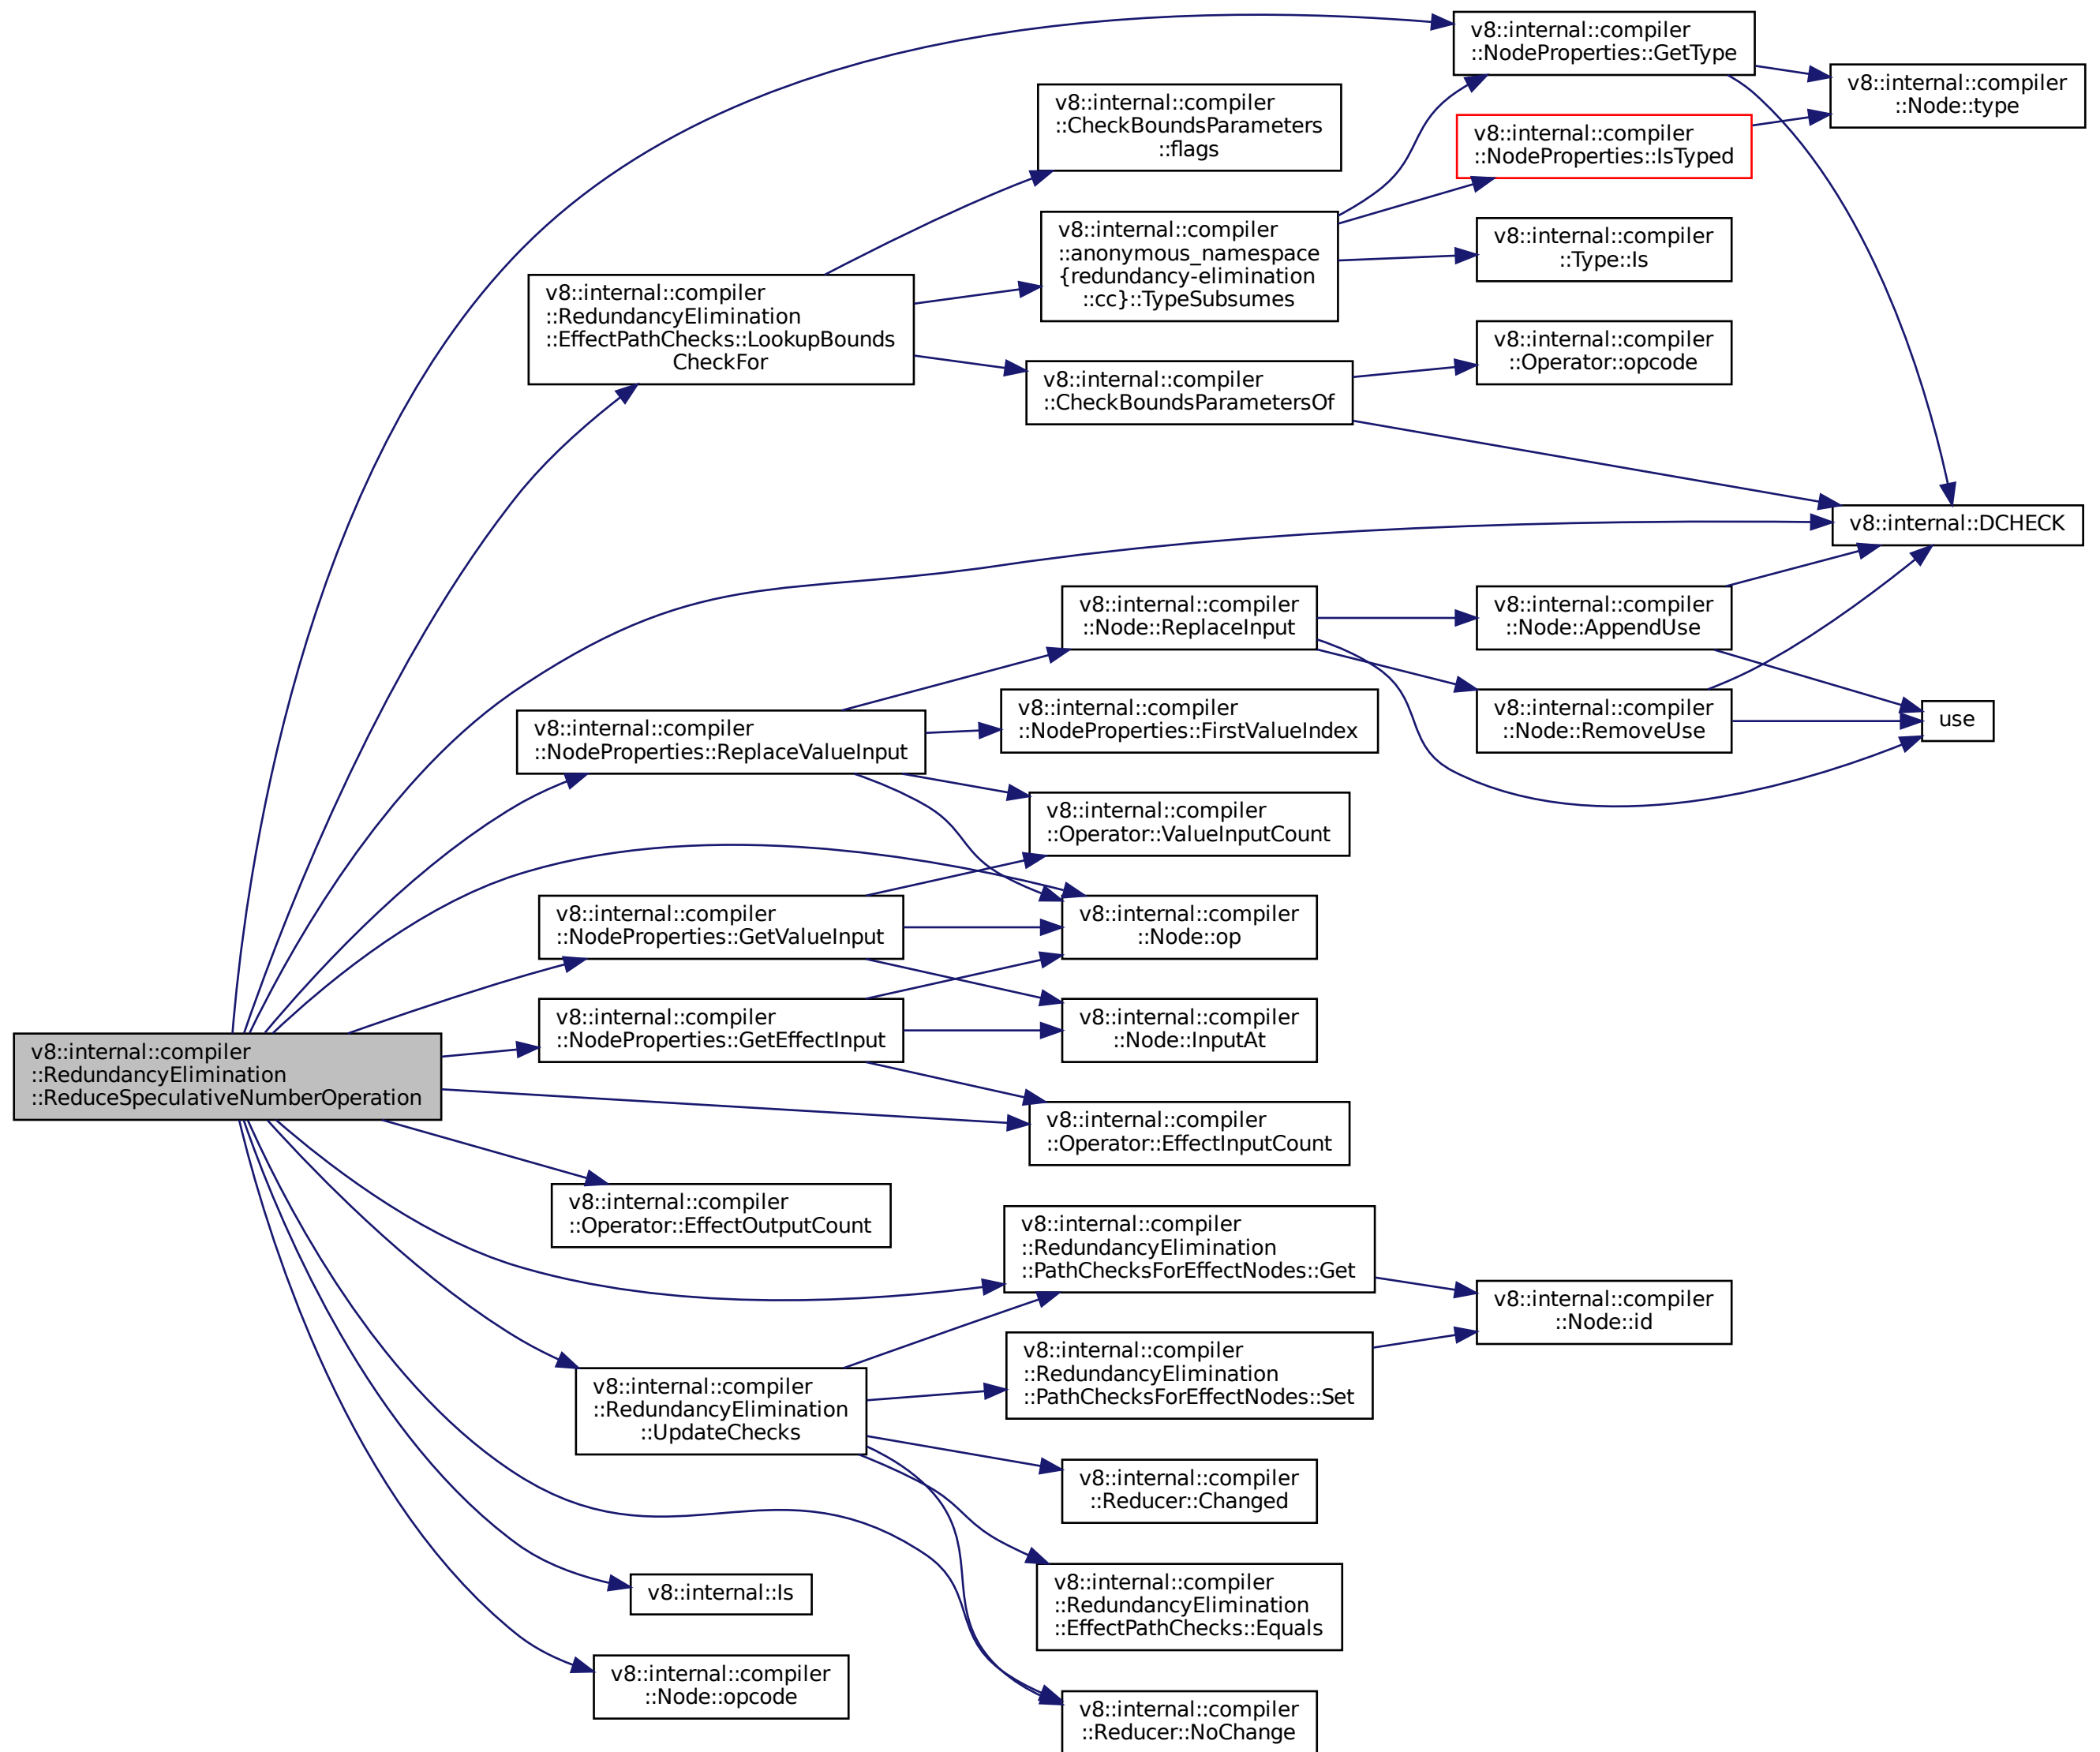 v8::internal::compiler
::RedundancyElimination
::ReduceSpeculativeNumberOperation
v8::internal::compiler
::RedundancyElimination
::EffectPathChecks::LookupBounds
CheckFor
v8::internal::compiler
::NodeProperties::ReplaceValueInput
v8::internal::compiler
::NodeProperties::GetValueInput
v8::internal::compiler
::NodeProperties::GetEffectInput
v8::internal::compiler
::Operator::EffectOutputCount
v8::internal::compiler
::RedundancyElimination
::UpdateChecks
v8::internal::Is
v8::internal::compiler
::Node::opcode
v8::internal::compiler
::CheckBoundsParameters
::flags
v8::internal::compiler
::anonymous_namespace
{redundancy-elimination
::cc}::TypeSubsumes
v8::internal::compiler
::CheckBoundsParametersOf
v8::internal::compiler
::Node::ReplaceInput
v8::internal::compiler
::NodeProperties::FirstValueIndex
v8::internal::compiler
::Operator::ValueInputCount
v8::internal::compiler
::Node::op
v8::internal::compiler
::Node::InputAt
v8::internal::compiler
::Operator::EffectInputCount
v8::internal::compiler
::RedundancyElimination
::PathChecksForEffectNodes::Get
v8::internal::compiler
::RedundancyElimination
::PathChecksForEffectNodes::Set
v8::internal::compiler
::Reducer::Changed
v8::internal::compiler
::RedundancyElimination
::EffectPathChecks::Equals
v8::internal::compiler
::Reducer::NoChange
v8::internal::compiler
::NodeProperties::GetType
v8::internal::compiler
::NodeProperties::IsTyped
v8::internal::compiler
::Type::Is
v8::internal::compiler
::Operator::opcode
v8::internal::compiler
::Node::AppendUse
v8::internal::compiler
::Node::RemoveUse
v8::internal::compiler
::Node::id
v8::internal::compiler
::Node::type
v8::internal::DCHECK
use